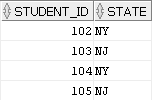 STUDENT_ID STATE
102 NY
103 NJ
104 NY
105 NJ